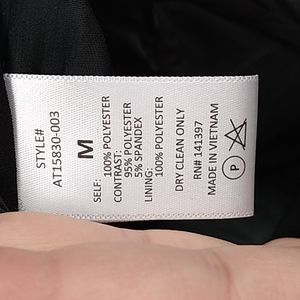 STYLE#
AT15830-003
M
SELF:
100% POLYESTER
CONTRAST:
95% POLYESTER
5% SPANDEX
LINING:
100% POLYESTER
DRY CLEAN ONLY
RN# 141397
MADE IN VIETNAM
P